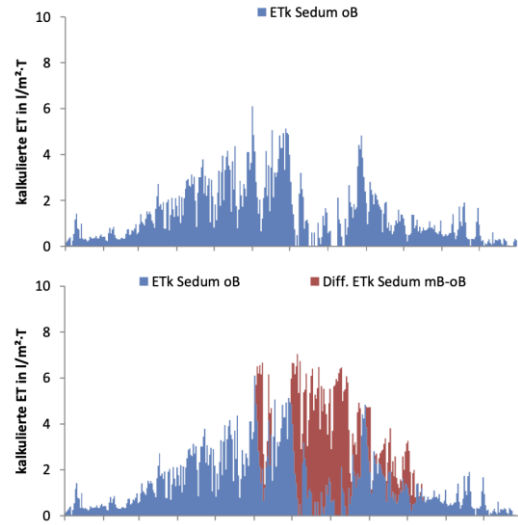 ETk Sedum oB
kalkulierte ET in l/m²·T
10
8
6
4
2
0
ETk Sedum oB
Diff. ETk Sedum mB-oB
kalkulierte ET in l/m²·T
10
8
6
4
2
0